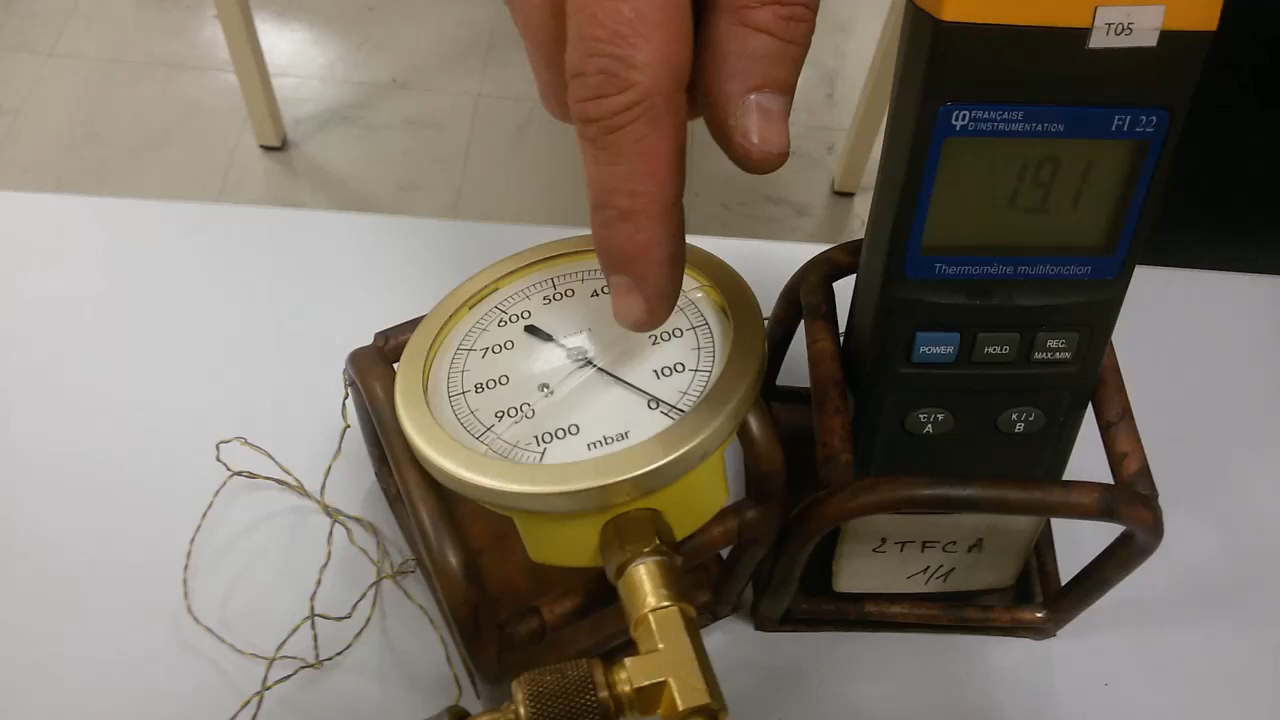 T05
φ FRANÇAISE
D'INSTRUMENTATION FI 22
19.1
Thermomètre multifonction
POWER
HOLD
REC.
MAX./MIN.
°C/°F
A
K/J
B
2TFCA
1/1
500
600
700
800
900
-1000
200
100
0
mbar